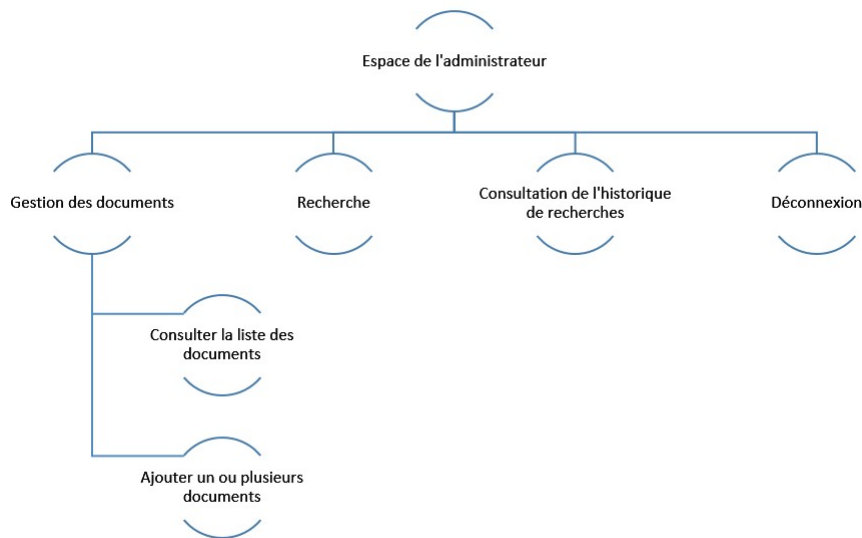 Espace de l'administrateur
Gestion des documents
Recherche
Consultation de l'historique
de recherches
Déconnexion
Consulter la liste des
documents
Ajouter un ou plusieurs
documents